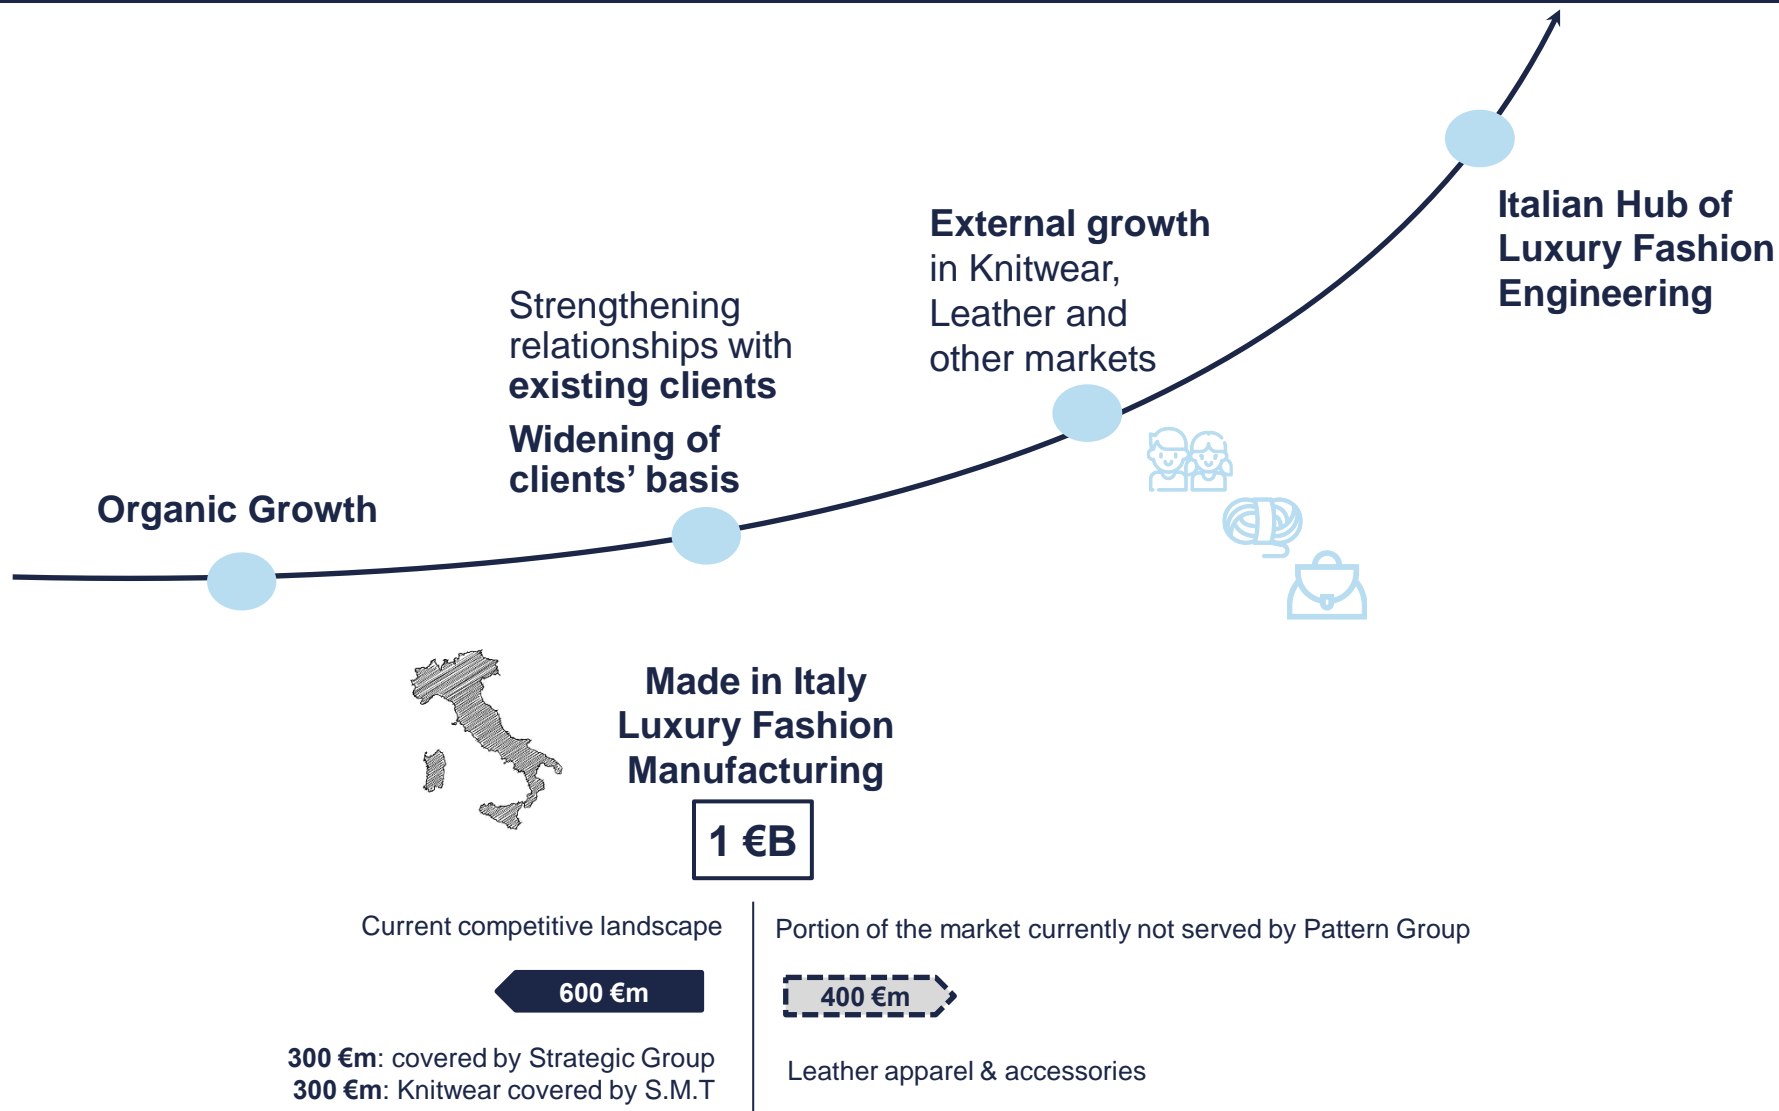 Organic Growth
Strengthening
relationships with
existing clients
Widening of
clients’ basis
External growth
in Knitwear,
Leather and
other markets
Italian Hub of
Luxury Fashion
Engineering
Made in Italy
Luxury Fashion
Manufacturing
1 €B
Current competitive landscape
600 €m
300 €m: covered by Strategic Group
300 €m: Knitwear covered by S.M.T
Portion of the market currently not served by Pattern Group
400 €m
Leather apparel & accessories